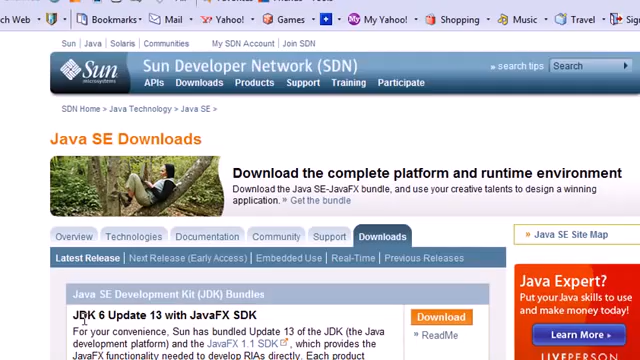 rch Web
Bookmarks
Mail
Yahoo!
Games
My Yahoo!
Shopping
Music
Travel
Sign In
Sun | Java | Solaris | Communities My SDN Account | Join SDN
Sun microsystems
Sun Developer Network (SDN)
» search tips Search
APIs Downloads Products Support Training Participate
SDN Home > Java Technology > Java SE >
Java SE Downloads
Download the complete platform and runtime environment
Download the Java SE-JavaFX bundle, and use your creative talents to design a winning
application. » Get the bundle
Overview Technologies Documentation Community Support Downloads
» Java SE Site Map
Latest Release | Next Release (Early Access) | Embedded Use | Real-Time | Previous Releases
Java SE Development Kit (JDK) Bundles
JDK 6 Update 13 with JavaFX SDK
Download
For your convenience, Sun has bundled Update 13 of the JDK (the Java
development platform) and the JavaFX 1.1 SDK, which provides the
JavaFX functionality needed to develop RIAs directly. Each product
» ReadMe
Java Expert?
Put your Java skills to use
and make money today!
Learn More »